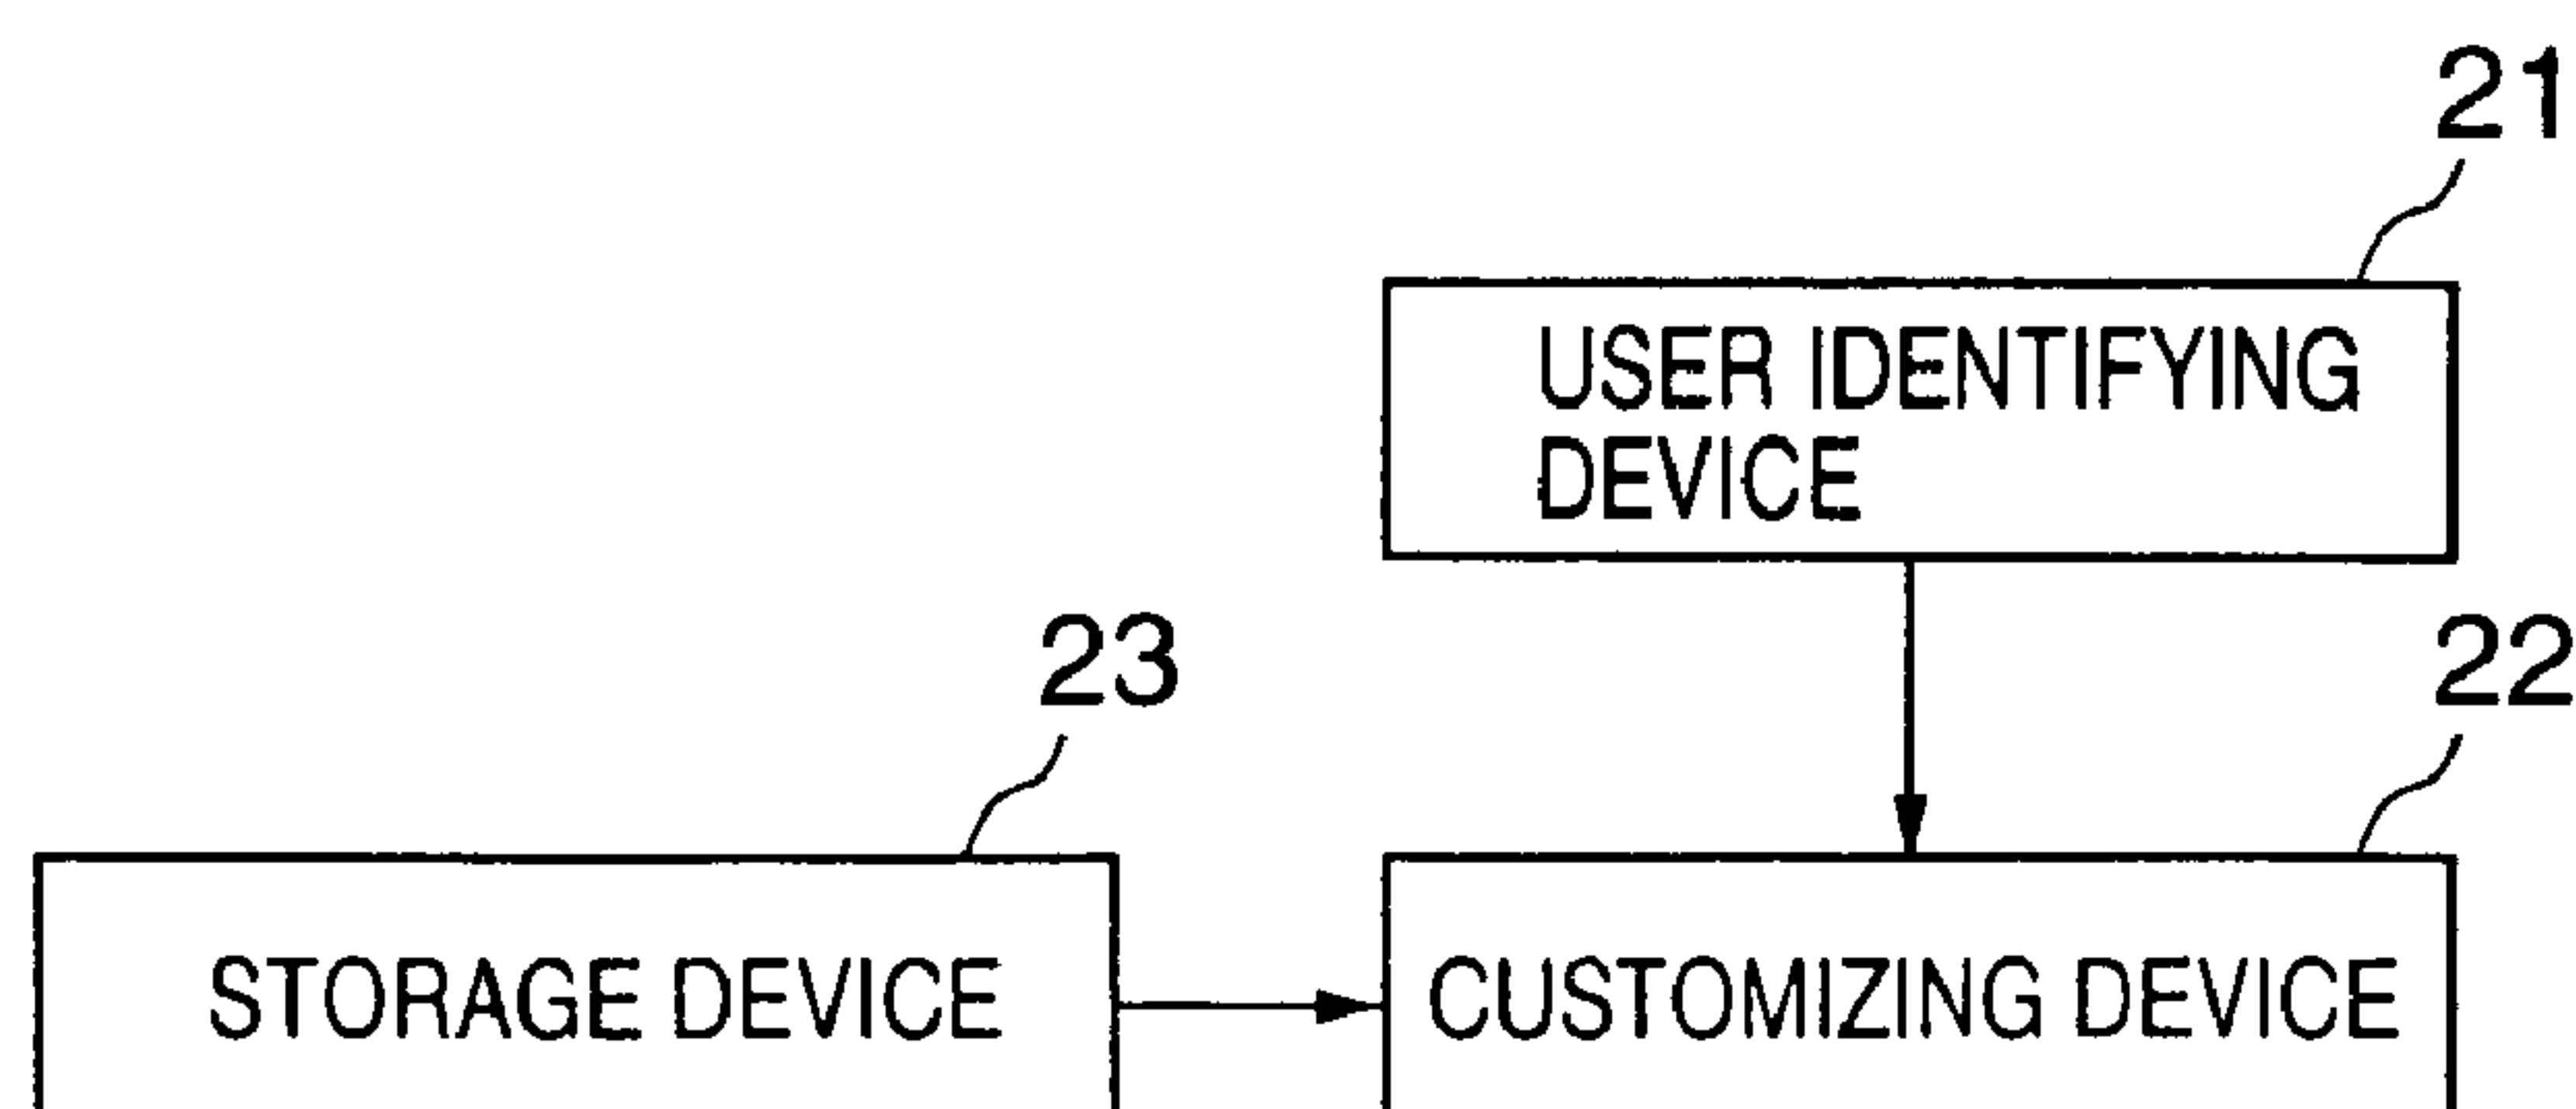 21
USER IDENTIFYING
DEVICE
23
22
STORAGE DEVICE
CUSTOMIZING DEVICE